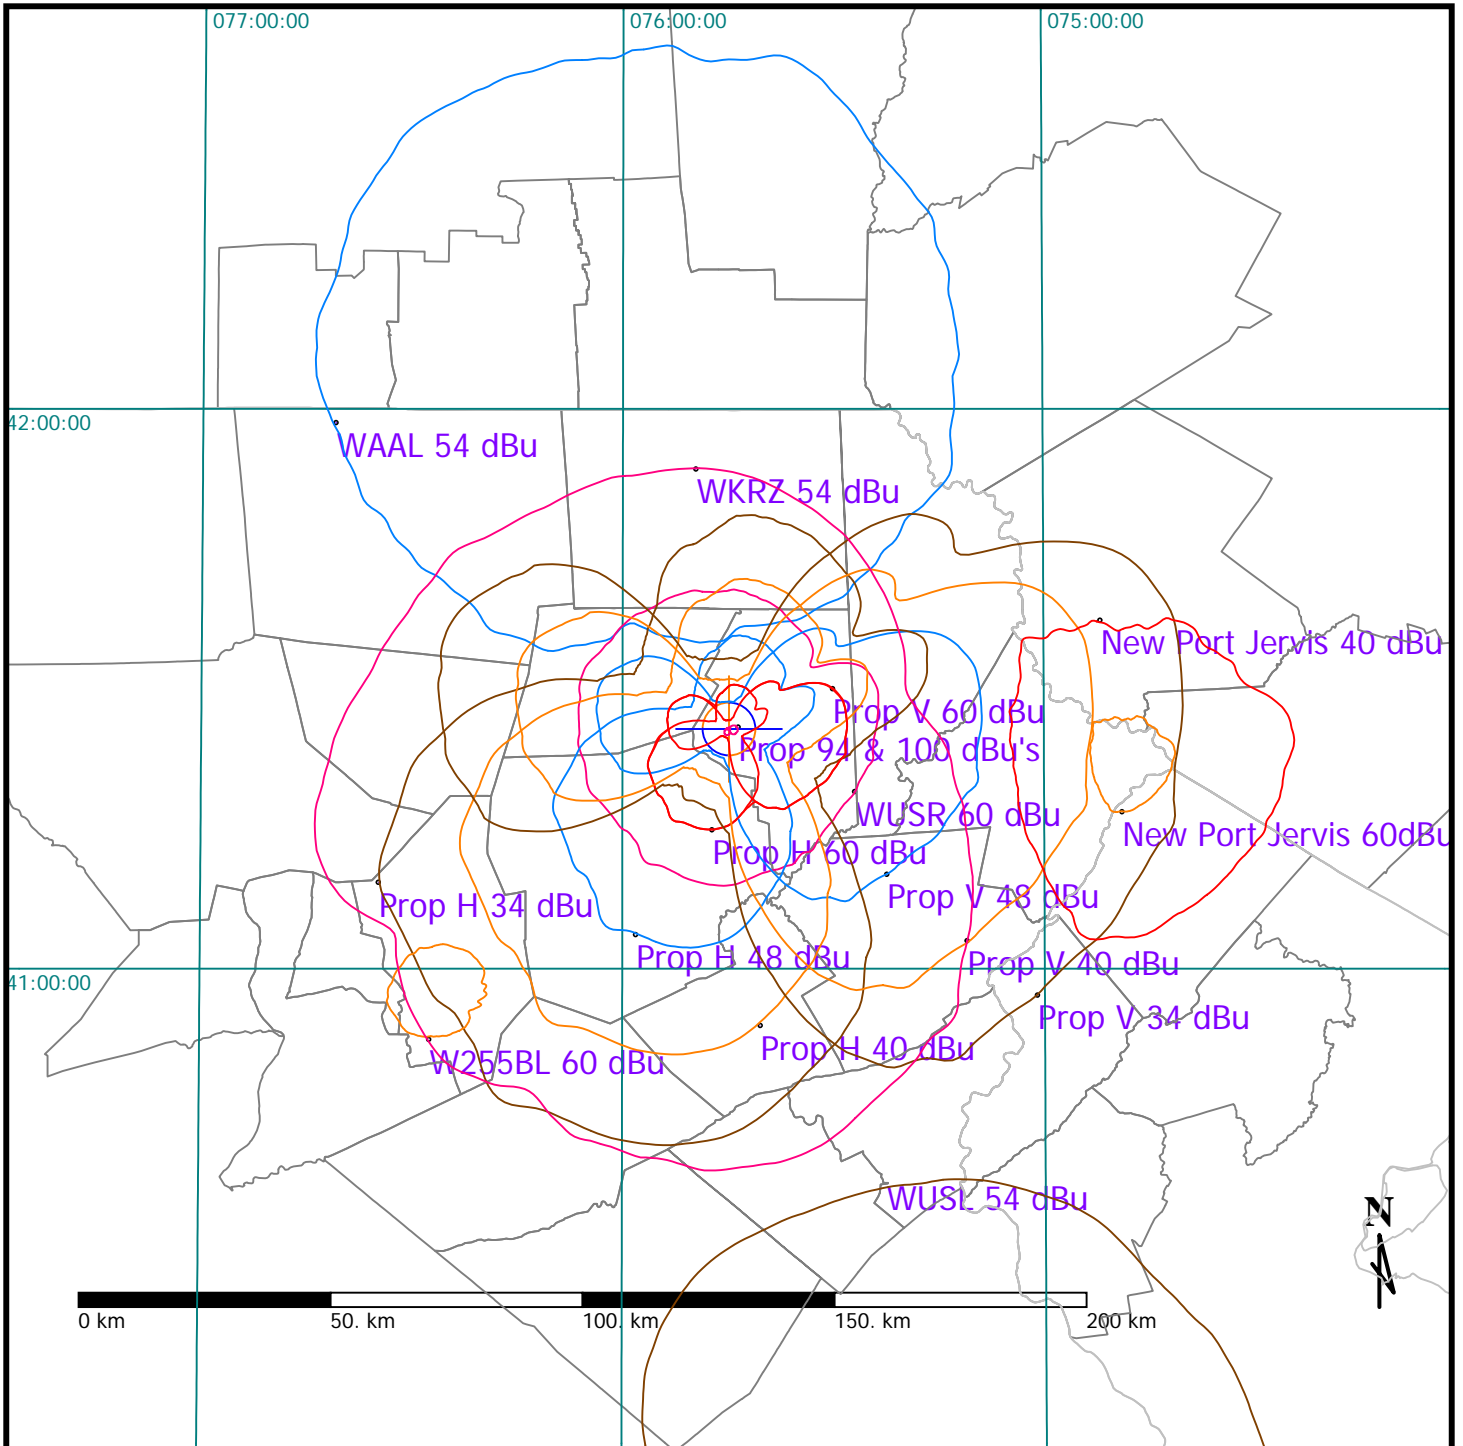 077:00:00
076:00:00
075:00:00
42:00:00
WAAL 54 dBu
WKRZ 54 dBu
New Port Jervis 40 dBu
Prop V 60 dBu
Prop 94 & 100 dBu's
WUSR 60 dBu
New Port Jervis 60dBu
Prop H 60 dBu
Prop V 48 dBu
Prop H 34 dBu
Prop H 48 dBu
Prop V 40 dBu
41:00:00
Prop V 34 dBu
Prop H 40 dBu
W255BL 60 dBu
WUSL 54 dBu
N
0 km
50. km
100. km
150. km
200 km